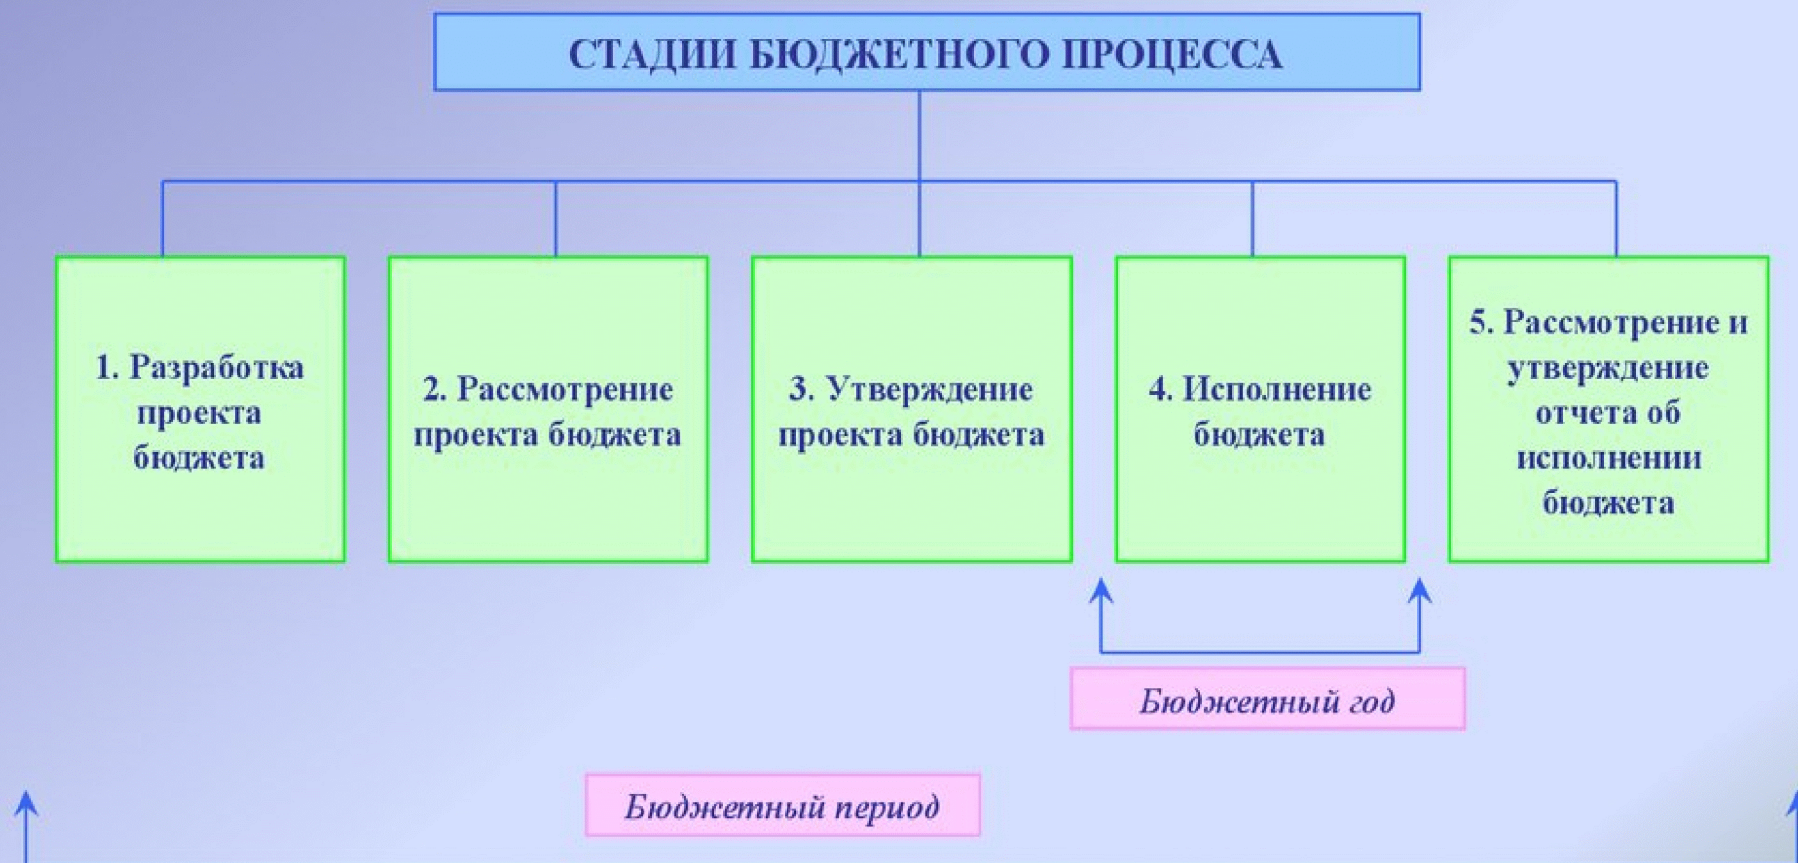 СТАДИИ БЮДЖЕТНОГО ПРОЦЕССА
1. Разработка
проекта
бюджета
2. Рассмотрение
проекта бюджета
3. Утверждение
проекта бюджета
4. Исполнение
бюджета
5. Рассмотрение и
утверждение
отчета об
исполнении
бюджета
Бюджетный год
Бюджетный период